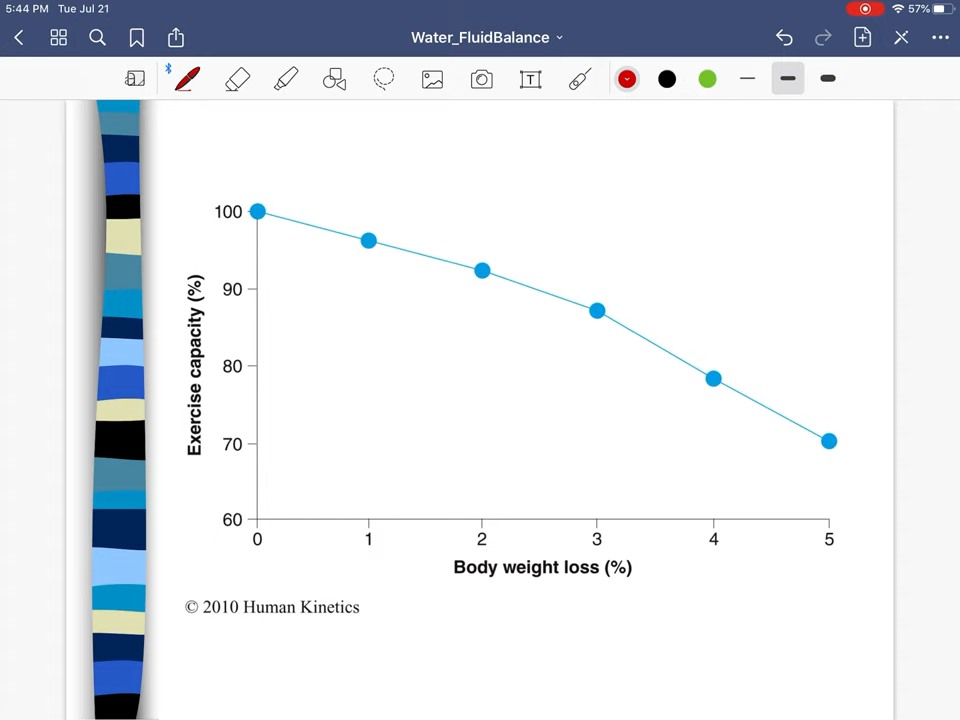 5:44 PM Tue Jul 21
57%
Water_FluidBalance
T
100
90
80
70
60
Exercise capacity (%)
0 1 2 3 4 5
Body weight loss (%)
© 2010 Human Kinetics